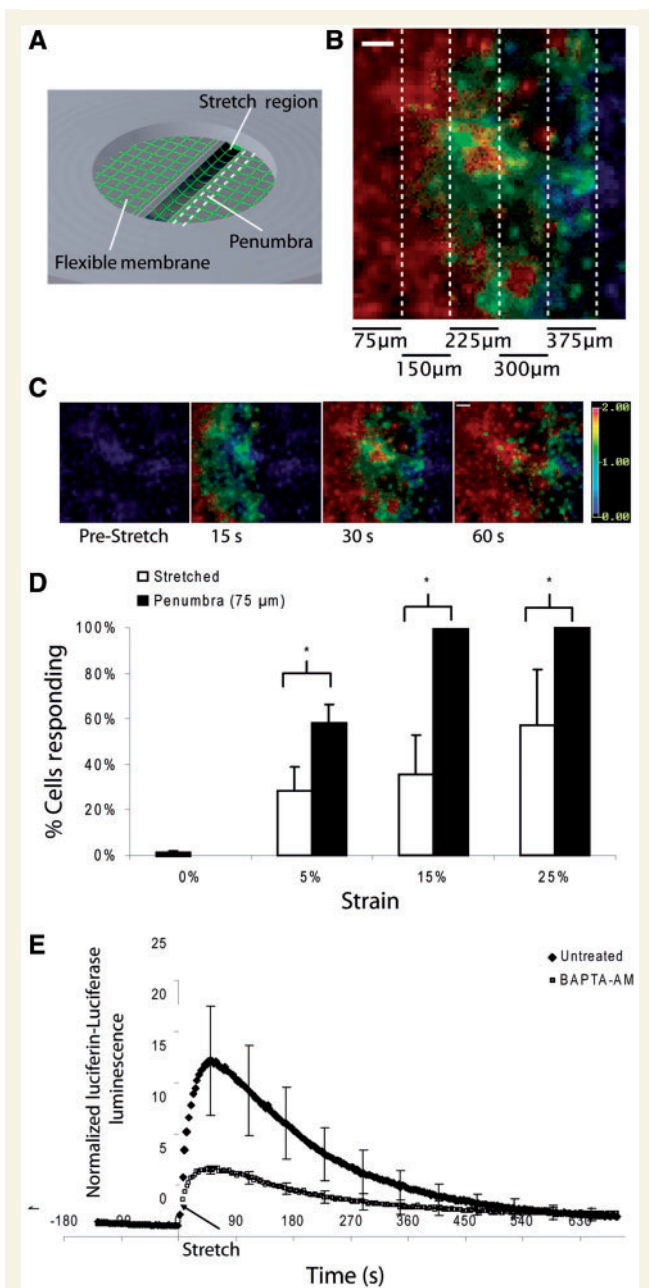 A
Stretch region
Flexible membrane
Penumbra
B
75µm
225µm
375µm
150µm
300µm
C
2.00
1.00
0.00
Pre-Stretch
15 s
30 s
60 s
D
Stretched
Penumbra (75 µm)
* * *
100%
80%
60%
40%
20%
0%
% Cells responding
0% 5% 15% 25%
Strain
E
Untreated
BAPTA-AM
25
20
15
10
5
0
Normalized luciferin-Luciferase
luminescence
-180 -90 90 180 270 360 450 540 630
Stretch
Time (s)